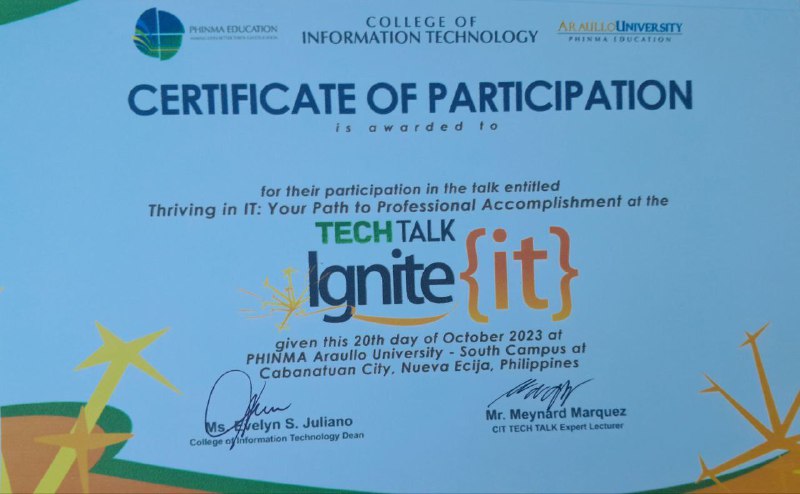 PHINMA EDUCATION
COLLEGE OF
INFORMATION TECHNOLOGY
ARAULLO UNIVERSITY
PHINMA EDUCATION
CERTIFICATE OF PARTICIPATION
is awarded to
for their participation in the talk entitled
Thriving in IT: Your Path to Professional Accomplishment at the
TECH TALK
Ignite {it}
given this 20th day of October 2023 at
PHINMA Araullo University - South Campus at
Cabanatuan City, Nueva Ecija, Philippines
Ms. Evelyn S. Juliano
College of Information Technology Dean
Mr. Meynard Marquez
CIT TECH TALK Expert Lecturer